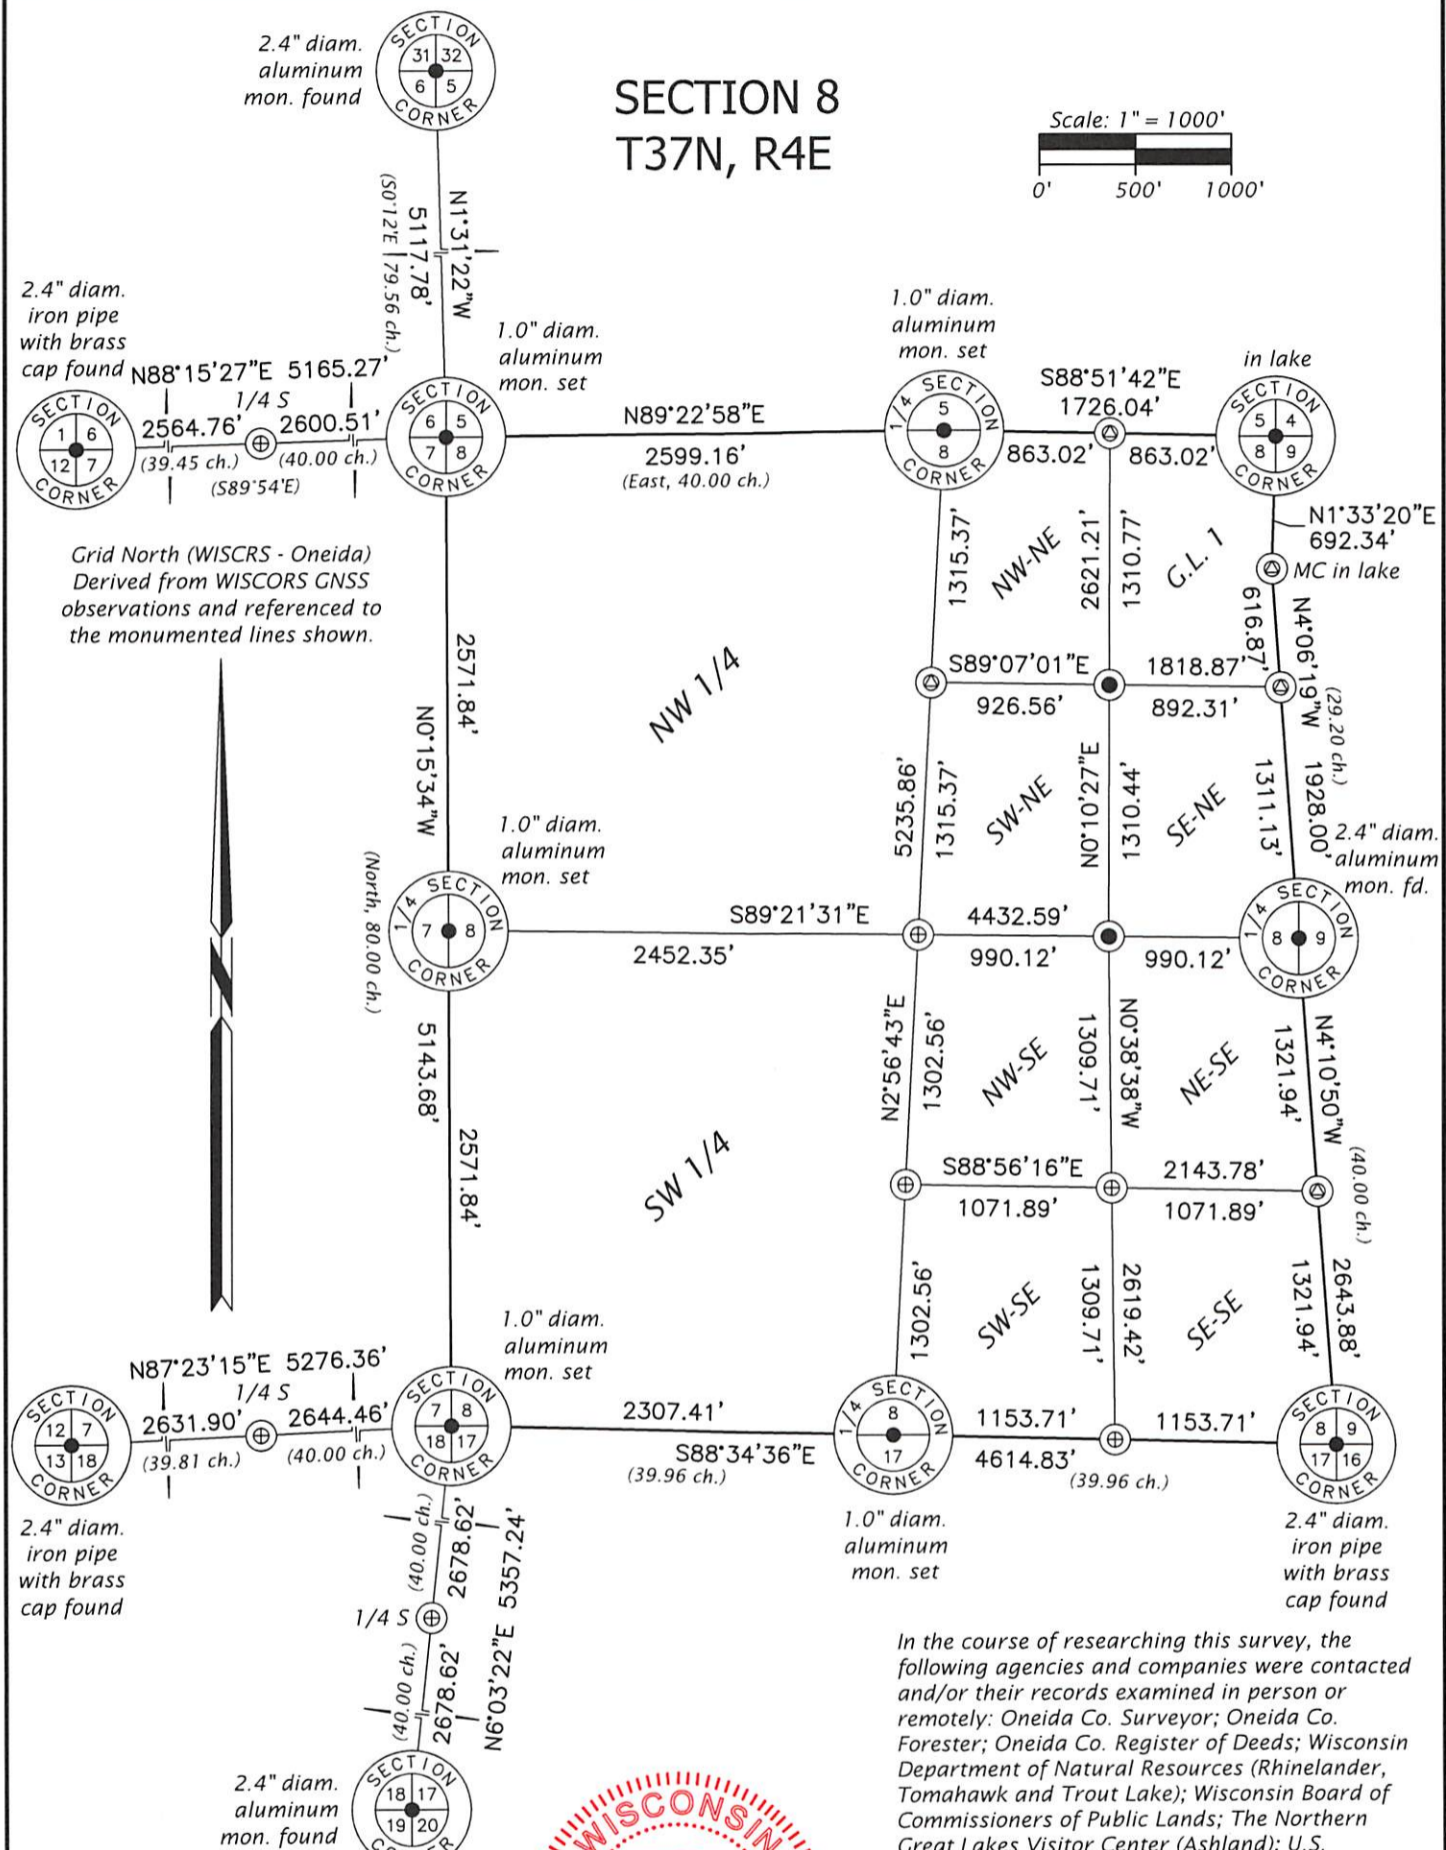 2.4" diam.
aluminum
mon. found
SECTION
31 32
6 5
CORNER
SECTION 8
T37N, R4E
Scale: 1" = 1000'
0' 500' 1000'
N1°31'22"W
5117.78'
(S0°12'E | 79.56 ch.)
2.4" diam.
iron pipe
with brass
cap found
SECTION
1 6
12 7
CORNER
N88°15'27"E 5165.27'
1/4 S
2564.76' 2600.51'
(39.45 ch.) (40.00 ch.)
(S89°54'E)
1.0" diam.
aluminum
mon. set
SECTION
6 5
7 8
CORNER
N89°22'58"E
2599.16'
(East, 40.00 ch.)
1.0" diam.
aluminum
mon. set
1/4 SECTION
5
8
CORNER
S88°51'42"E
1726.04'
863.02' 863.02'
in lake
SECTION
5 4
8 9
CORNER
N1°33'20"E
692.34'
MC in lake
Grid North (WISCRS - Oneida)
Derived from WISCORS GNSS
observations and referenced to
the monumented lines shown.
N
2571.84'
N0°15'34"W
NW 1/4
1315.37'
NW-NE
2621.21'
1310.77'
G.L. 1
616.87'
N4°06'19"W
(29.20 ch.)
1928.00'
S89°07'01"E 1818.87'
926.56' 892.31'
5235.86'
1315.37'
SW-NE
N0°10'27"E
1310.44'
SE-NE
1311.13'
2.4" diam.
aluminum
mon. fd.
1.0" diam.
aluminum
mon. set
(North, 80.00 ch.)
1/4 SECTION
7 8
CORNER
S89°21'31"E 4432.59'
2452.35' 990.12' 990.12'
1/4 SECTION
8 9
CORNER
5143.68'
2571.84'
SW 1/4
N2°56'43"E
1302.56'
NW-SE
1309.71'
N0°38'38"W
NE-SE
1321.94'
N4°10'50"W
(40.00 ch.)
S88°56'16"E 2143.78'
1071.89' 1071.89'
1302.56'
SW-SE
1309.71'
2619.42'
SE-SE
1321.94'
2643.88'
1.0" diam.
aluminum
mon. set
N87°23'15"E 5276.36'
1/4 S
2631.90' 2644.46'
(39.81 ch.) (40.00 ch.)
SECTION
12 7
13 18
CORNER
2.4" diam.
iron pipe
with brass
cap found
SECTION
7 8
18 17
CORNER
2307.41'
S88°34'36"E
(39.96 ch.)
1/4 SECTION
8
17
CORNER
1.0" diam.
aluminum
mon. set
1153.71' 1153.71'
4614.83'
(39.96 ch.)
SECTION
8 9
17 16
CORNER
2.4" diam.
iron pipe
with brass
cap found
(40.00 ch.)
2678.62'
N6°03'22"E 5357.24'
1/4 S
(40.00 ch.)
2678.62'
2.4" diam.
aluminum
mon. found
SECTION
18 17
19 20
WISCONSIN
In the course of researching this survey, the
following agencies and companies were contacted
and/or their records examined in person or
remotely: Oneida Co. Surveyor; Oneida Co.
Forester; Oneida Co. Register of Deeds; Wisconsin
Department of Natural Resources (Rhinelander,
Tomahawk and Trout Lake); Wisconsin Board of
Commissioners of Public Lands; The Northern
Great Lakes Visitor Center (Ashland); U.S.